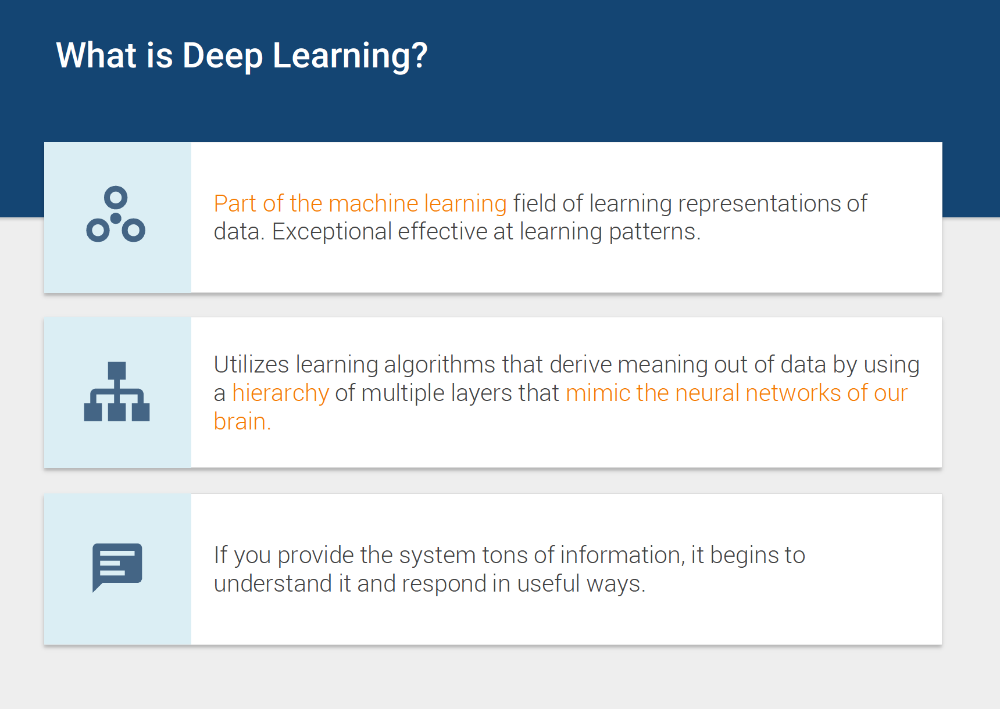 What is Deep Learning?
Part of the machine learning field of learning representations of
data. Exceptional effective at learning patterns.
Utilizes learning algorithms that derive meaning out of data by using
a hierarchy of multiple layers that mimic the neural networks of our
brain.
If you provide the system tons of information, it begins to
understand it and respond in useful ways.